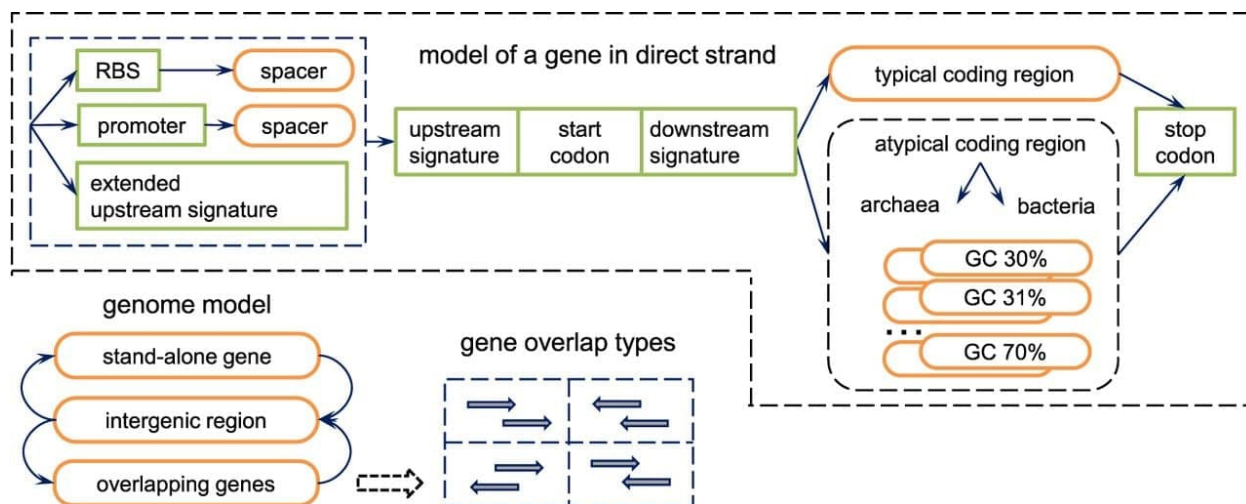 model of a gene in direct strand
RBS
spacer
promoter
spacer
extended
upstream signature
upstream
signature
start
codon
downstream
signature
typical coding region
atypical coding region
archaea
bacteria
GC 30%
GC 31%
...
GC 70%
stop
codon
genome model
stand-alone gene
intergenic region
overlapping genes
gene overlap types